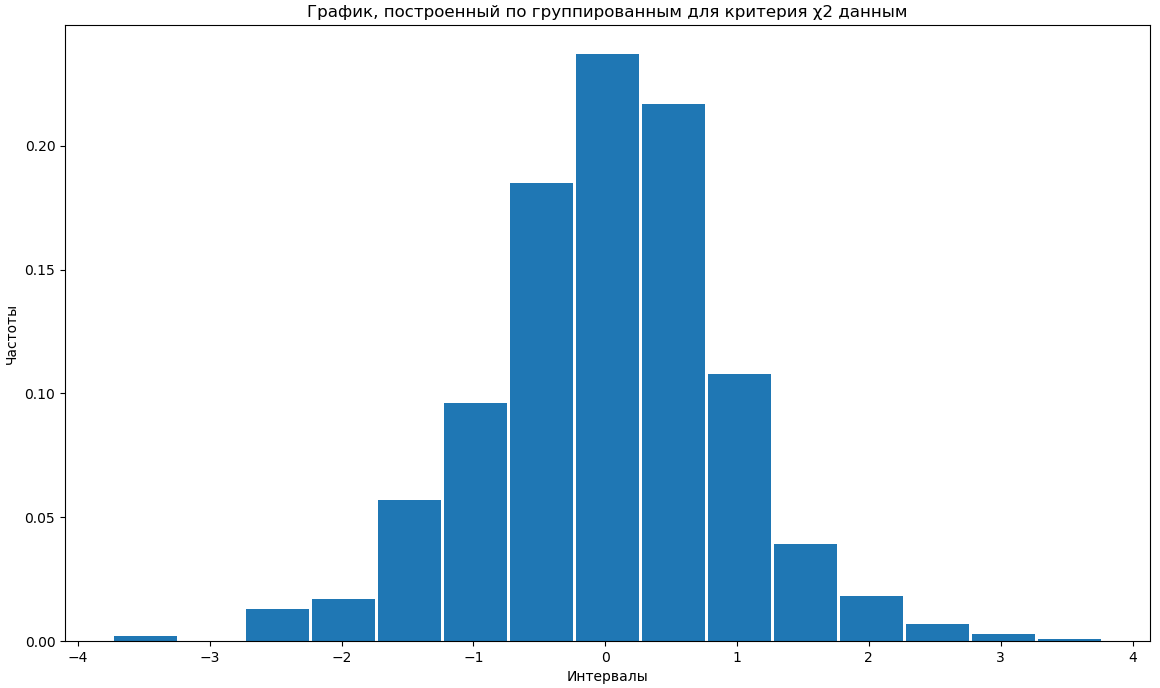 График, построенный по группированным для критерия χ2 данным
Частоты
0.20
0.15
0.10
0.05
0.00
−4 −3 −2 −1 0 1 2 3 4
Интервалы